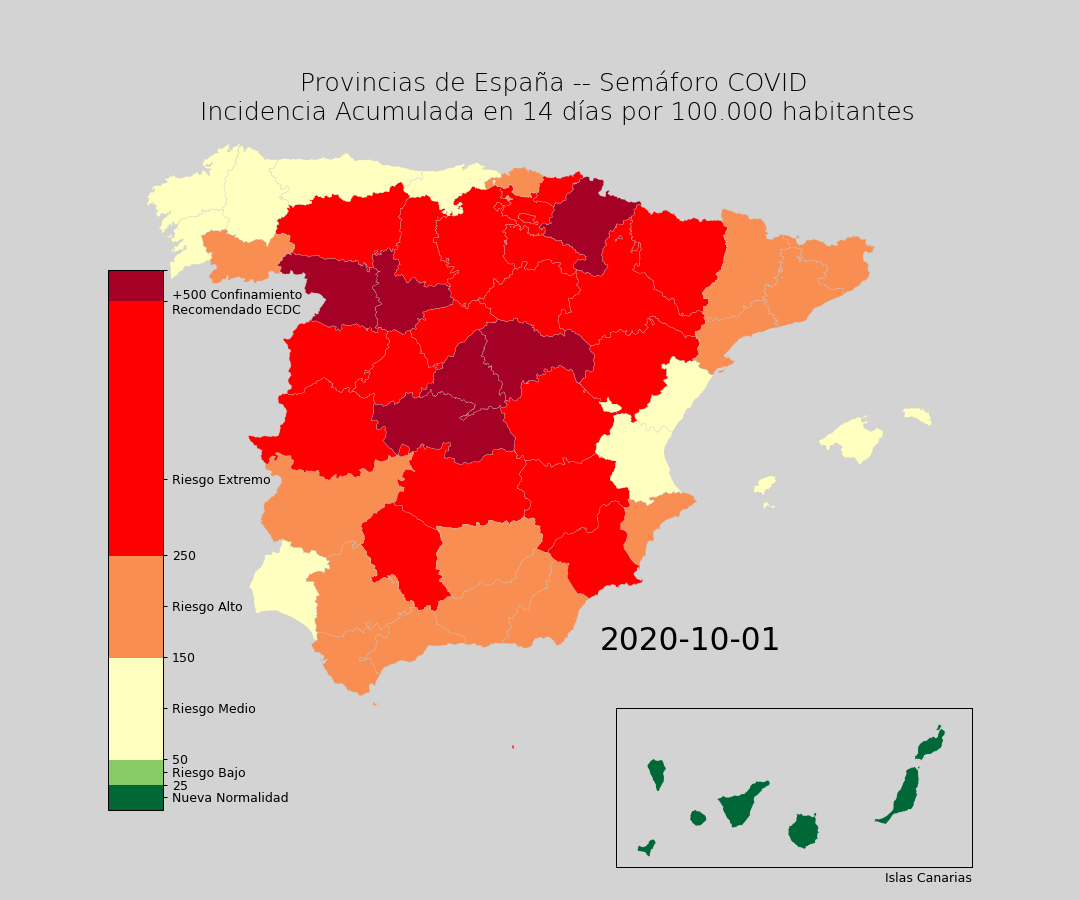 Provincias de España -- Semáforo COVID
Incidencia Acumulada en 14 días por 100.000 habitantes
+500 Confinamiento
Recomendado ECDC
Riesgo Extremo
250
Riesgo Alto
150
Riesgo Medio
50
Riesgo Bajo
25
Nueva Normalidad
2020-10-01
Islas Canarias